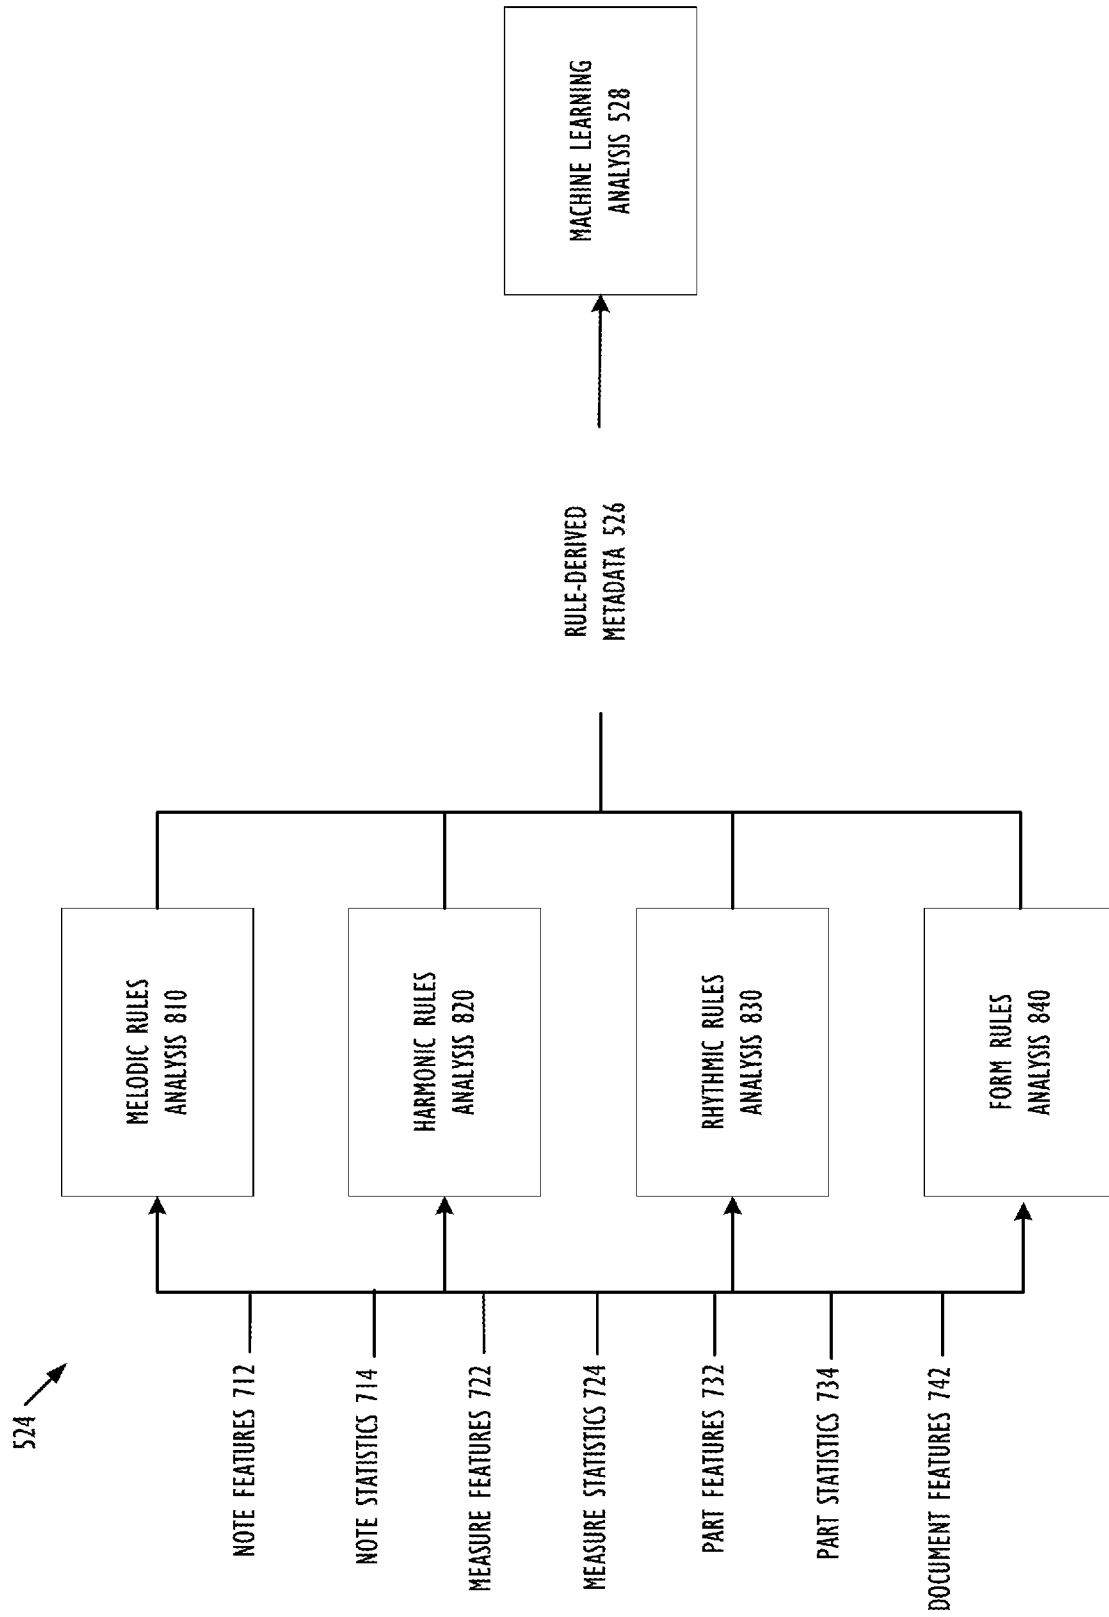 524
NOTE FEATURES 712
NOTE STATISTICS 714
MEASURE FEATURES 722
MEASURE STATISTICS 724
PART FEATURES 732
PART STATISTICS 734
DOCUMENT FEATURES 742
MELODIC RULES
ANALYSIS 810
HARMONIC RULES
ANALYSIS 820
RHYTHMIC RULES
ANALYSIS 830
FORM RULES
ANALYSIS 840
RULE-DERIVED
METADATA 526
MACHINE LEARNING
ANALYSIS 528